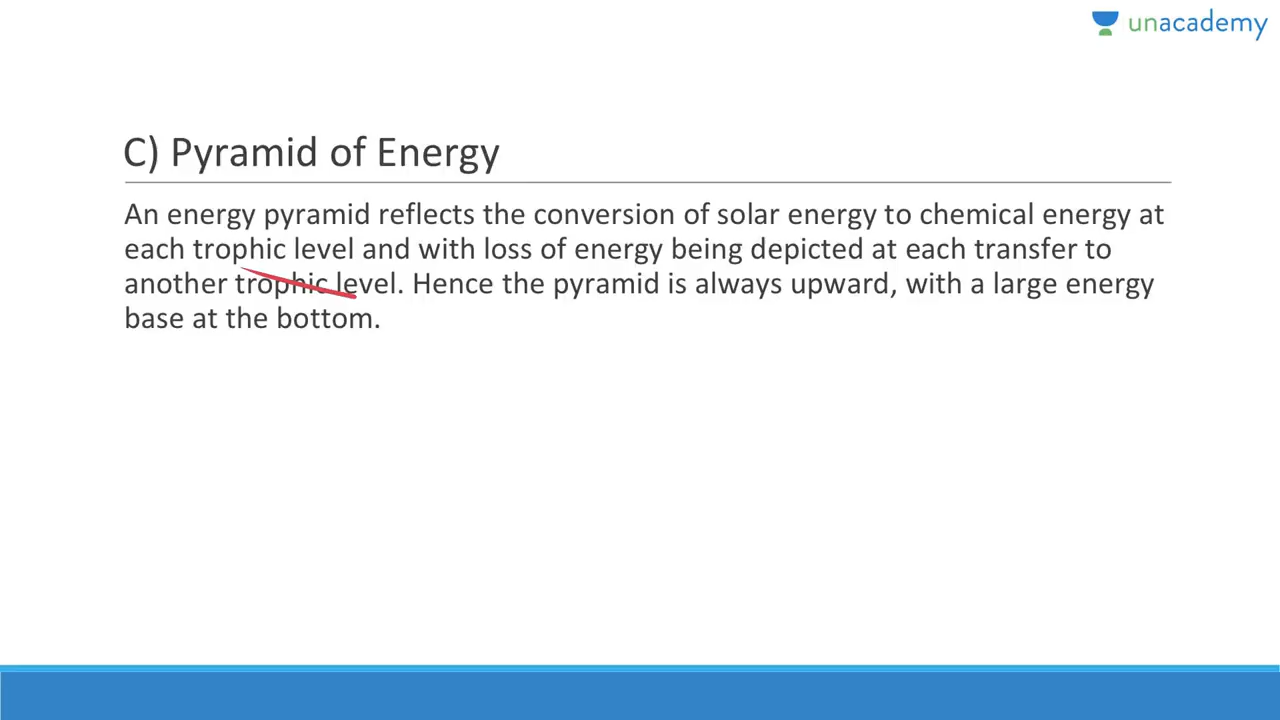 unacademy
C) Pyramid of Energy
An energy pyramid reflects the conversion of solar energy to chemical energy at
each trophic level and with loss of energy being depicted at each transfer to
another trophic level. Hence the pyramid is always upward, with a large energy
base at the bottom.